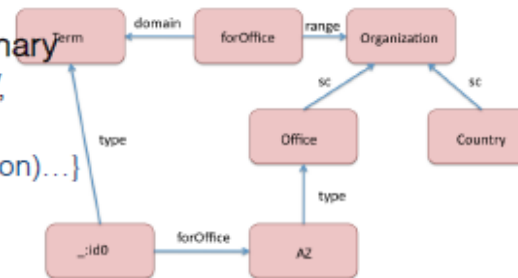 domain
range
nary
Term
forOffice
Organization
,
sc
sc
type
Office
Country
on)...}
type
_:id0
forOffice
AZ